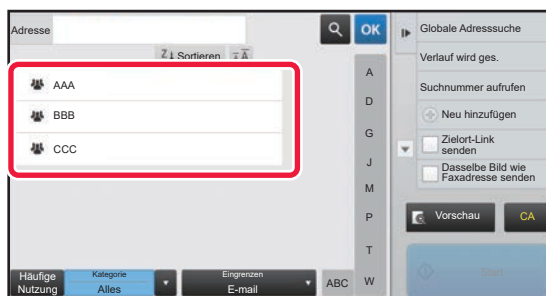 Adresse
OK
Z↓ Sortieren
AAA
BBB
CCC
A
D
G
J
M
P
T
W
Häufige
Nutzung
Kategorie
Alles
Eingrenzen
E-mail
ABC
Globale Adresssuche
Verlauf wird ges.
Suchnummer aufrufen
Neu hinzufügen
Zielort-Link
senden
Dasselbe Bild wie
Faxadresse senden
Vorschau
CA
Start